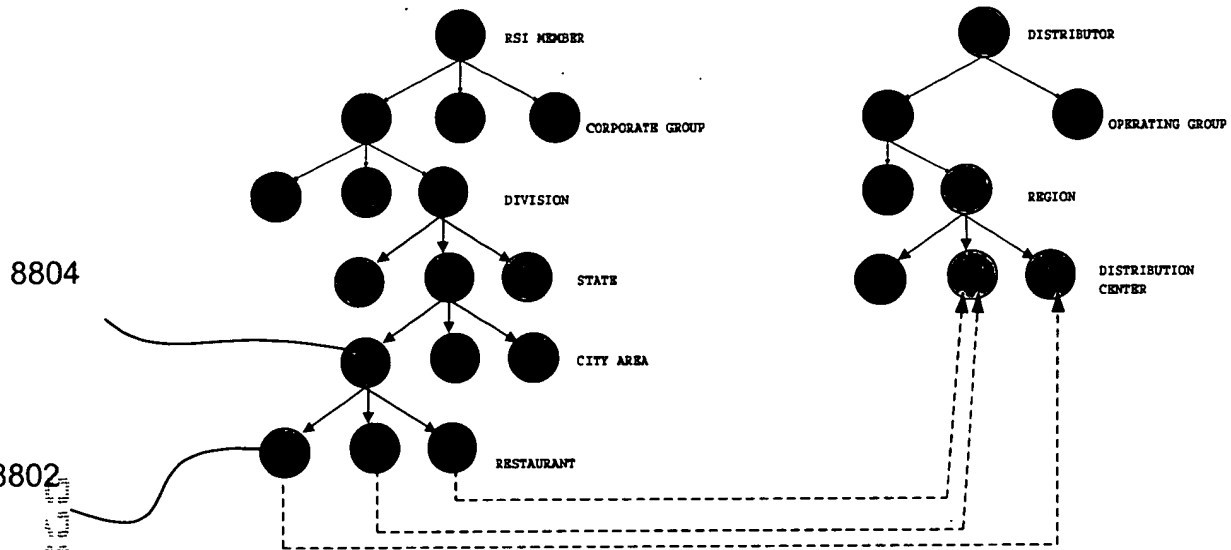 RSI MEMBER
DISTRIBUTOR
CORPORATE GROUP
OPERATING GROUP
DIVISION
REGION
8804
STATE
DISTRIBUTION
CENTER
CITY AREA
8802
RESTAURANT